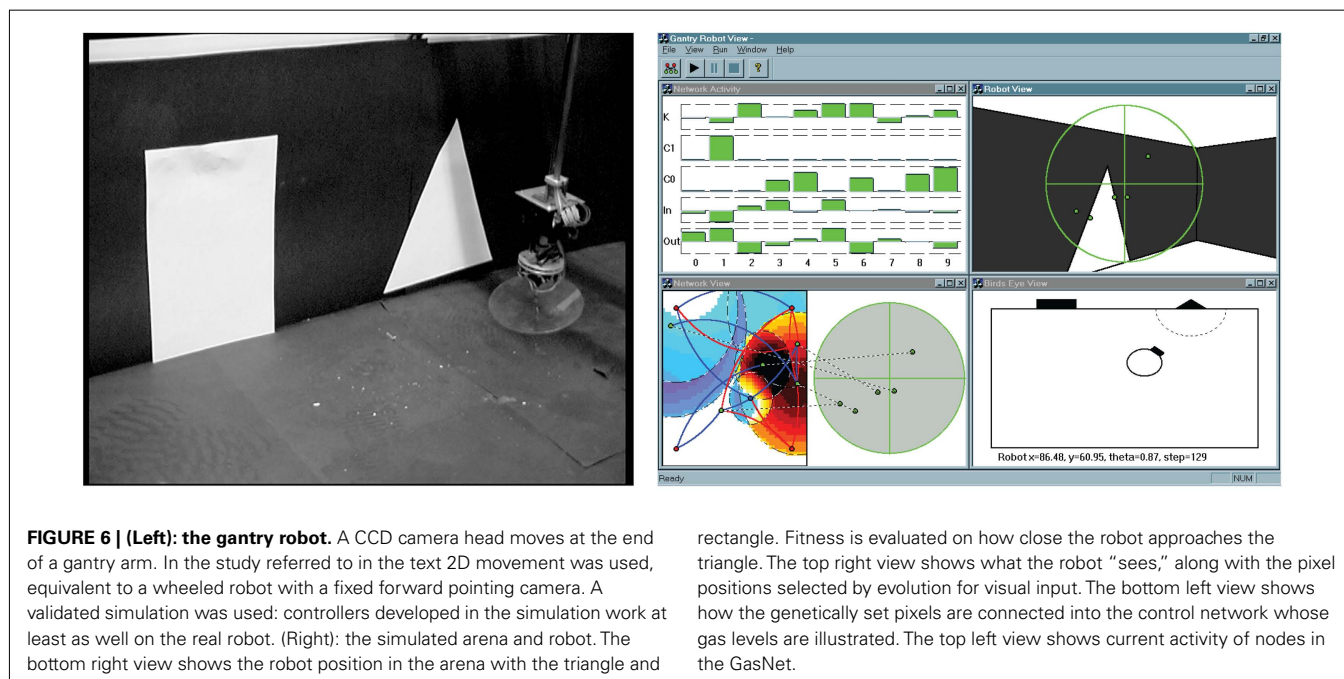 Gantry Robot View -
File View Run Window Help
Network Activity
K
C1
C0
In
Out
0 1 2 3 4 5 6 7 8 9
Robot View
Network View
Birds Eye View
Robot x=86.48, y=60.95, theta=0.87, step=129
Ready
NUM
FIGURE 6 | (Left): the gantry robot. A CCD camera head moves at the end
of a gantry arm. In the study referred to in the text 2D movement was used,
equivalent to a wheeled robot with a fixed forward pointing camera. A
validated simulation was used: controllers developed in the simulation work at
least as well on the real robot. (Right): the simulated arena and robot. The
bottom right view shows the robot position in the arena with the triangle and
rectangle. Fitness is evaluated on how close the robot approaches the
triangle. The top right view shows what the robot “sees,” along with the pixel
positions selected by evolution for visual input. The bottom left view shows
how the genetically set pixels are connected into the control network whose
gas levels are illustrated. The top left view shows current activity of nodes in
the GasNet.